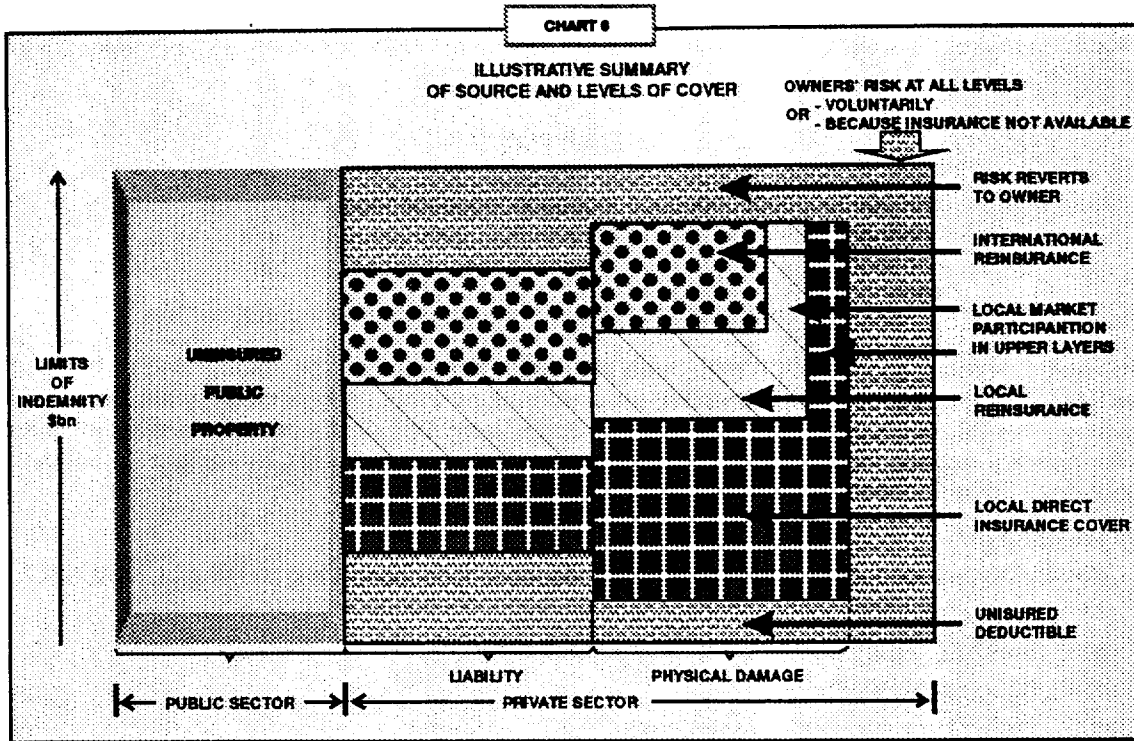 CHART 6
ILLUSTRATIVE SUMMARY
OF SOURCE AND LEVELS OF COVER
OWNERS' RISK AT ALL LEVELS
OR - VOLUNTARILY
- BECAUSE INSURANCE NOT AVAILABLE
RISK REVERTS
TO OWNER
INTERNATIONAL
REINSURANCE
LOCAL MARKET
PARTICIPANTION
IN UPPER LAYERS
LOCAL
REINSURANCE
LOCAL DIRECT
INSURANCE COVER
UNISURED
DEDUCTIBLE
LIMITS
OF
INDEMNITY
$bn
UNINSURED
PUBLIC
PROPERTY
LIABILITY
PHYSICAL DAMAGE
PUBLIC SECTOR
PRIVATE SECTOR